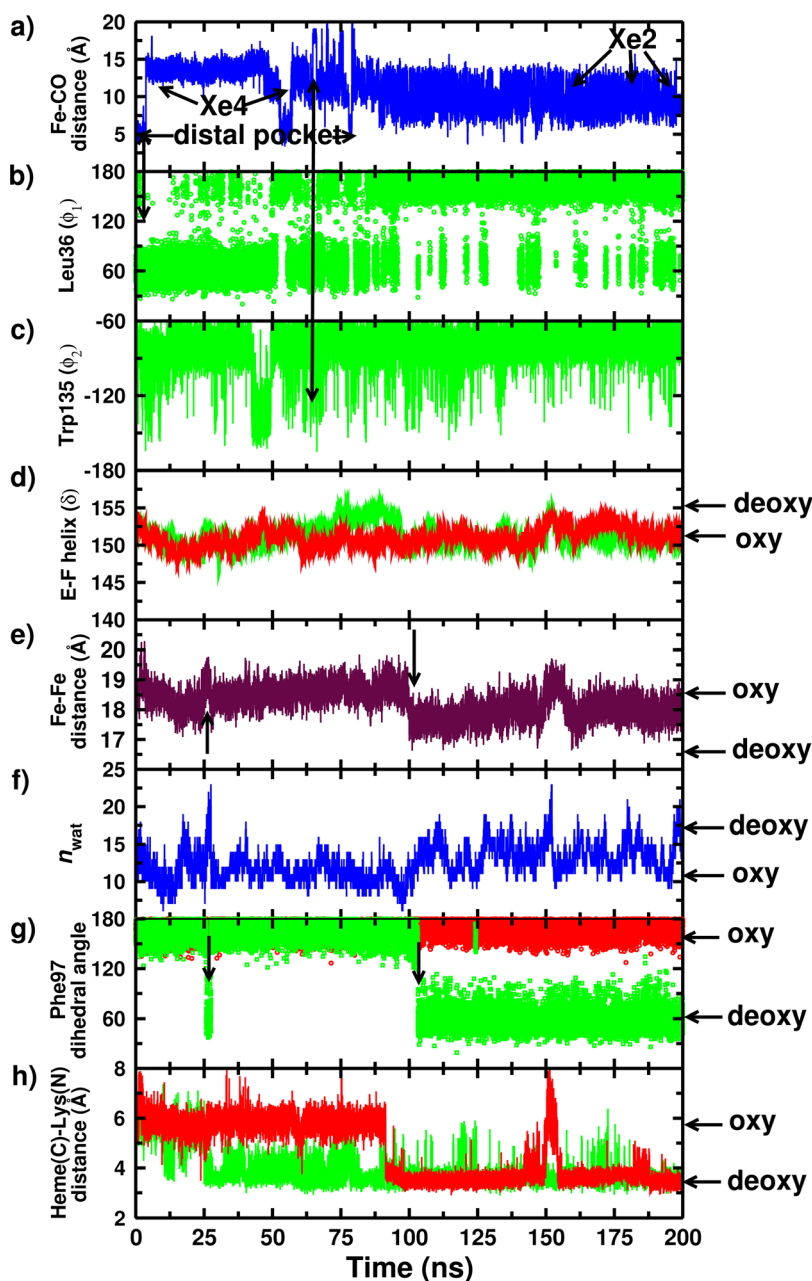 a)
Fe-CO
distance (Å)
20
15
10
5
Xe4
Xe2
distal pocket
b)
Leu36 (ϕ1)
180
120
60
c)
Trp135 (ϕ2)
-60
-120
-180
d)
E-F helix (δ)
155
150
145
140
deoxy
oxy
e)
Fe-Fe
distance (Å)
20
19
18
17
oxy
deoxy
f)
nwat
25
20
15
10
deoxy
oxy
g)
Phe97
dihedral angle
180
120
60
oxy
deoxy
h)
Heme(C)-Lys(N)
distance (Å)
8
6
4
2
oxy
deoxy
0 25 50 75 100 125 150 175 200
Time (ns)